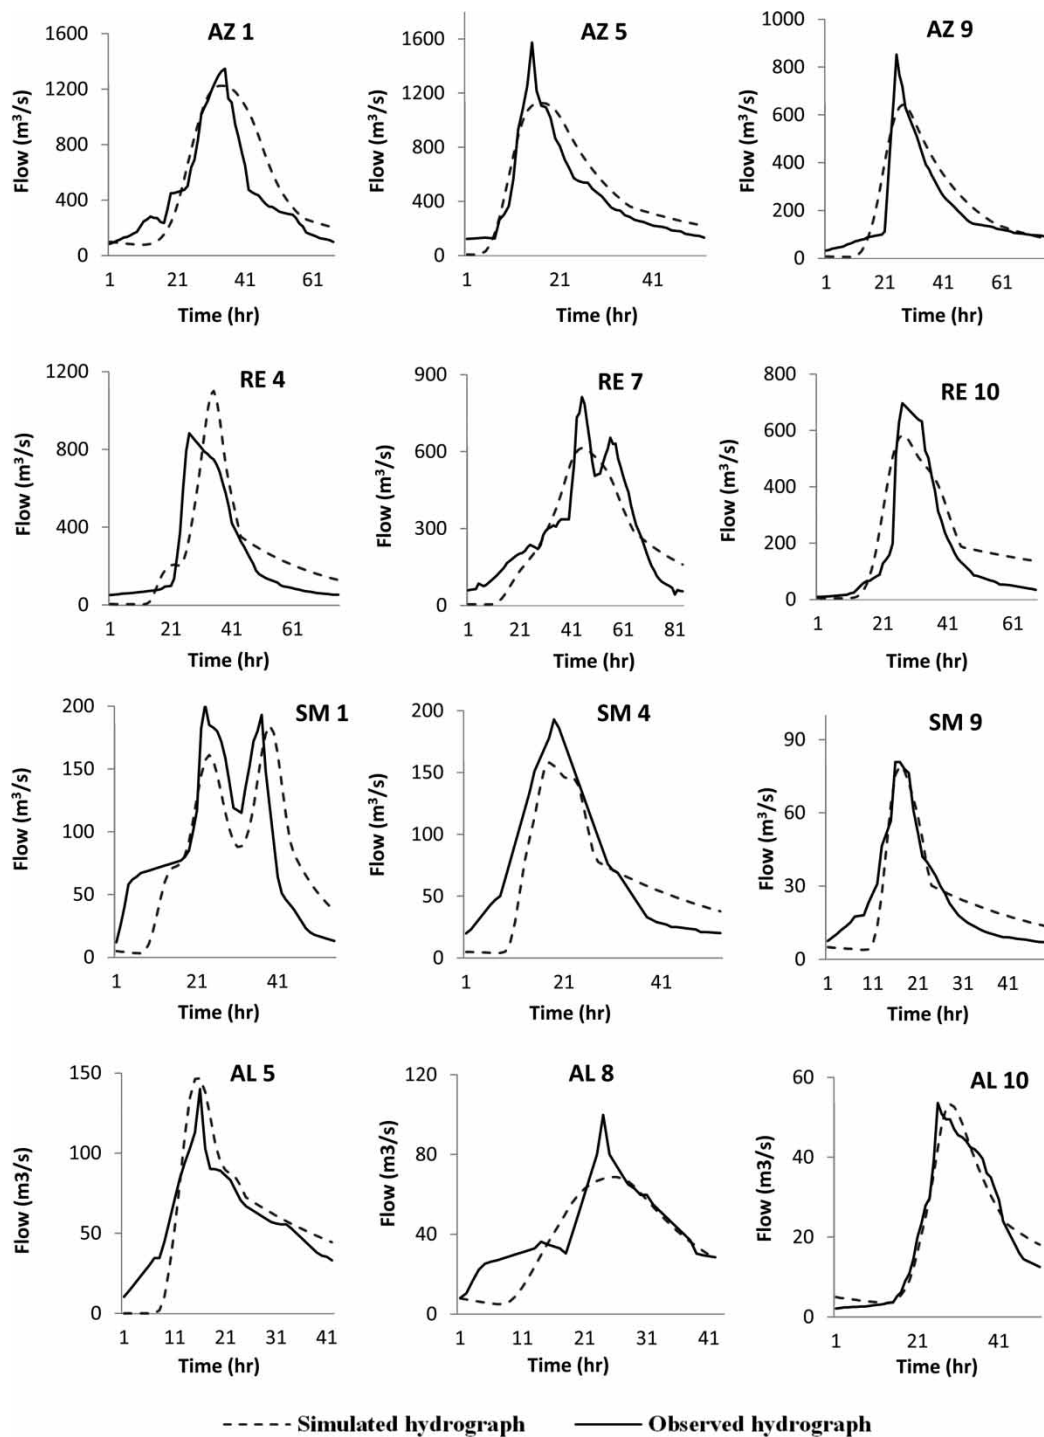 AZ 1
1600
1200
800
400
0
Flow (m³/s)
1 21 41 61
Time (hr)
AZ 5
1600
1200
800
400
0
Flow (m³/s)
1 21 41
Time (hr)
AZ 9
1000
800
600
400
200
0
Flow (m³/s)
1 21 41 61
Time (hr)
RE 4
1200
800
400
0
Flow (m³/s)
1 21 41 61
Time (hr)
RE 7
900
600
300
0
Flow (m³/s)
1 21 41 61 81
Time (hr)
RE 10
800
600
400
200
0
Flow (m³/s)
1 21 41 61
Time (hr)
SM 1
200
150
100
50
0
Flow (m³/s)
1 21 41
Time (hr)
SM 4
200
150
100
50
0
Flow (m³/s)
1 21 41
Time (hr)
SM 9
90
60
30
0
Flow (m³/s)
1 11 21 31 41
Time (hr)
AL 5
150
100
50
0
Flow (m3/s)
1 11 21 31 41
Time (hr)
AL 8
120
80
40
0
Flow (m3/s)
1 11 21 31 41
Time (hr)
AL 10
60
40
20
0
Flow (m3/s)
1 21 41
Time (hr)
Simulated hydrograph Observed hydrograph